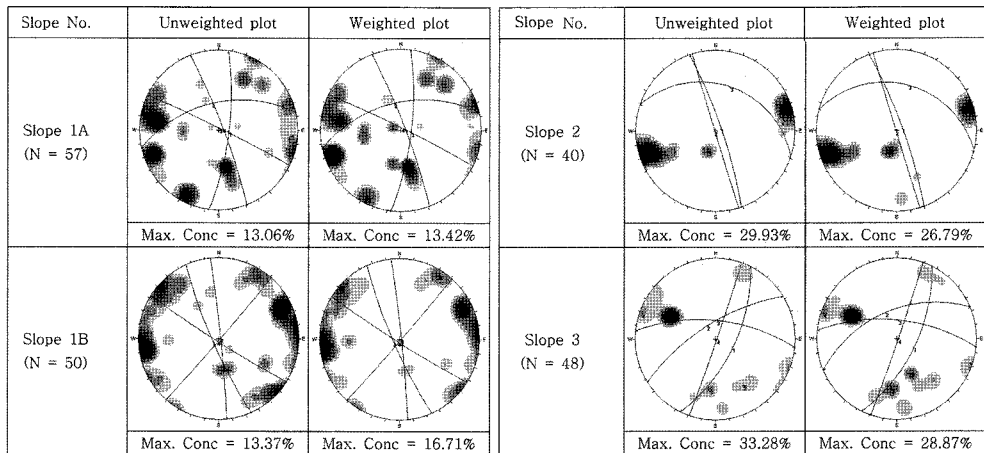 Slope No. Unweighted plot Weighted plot
Slope 1A
(N = 57)
Max. Conc = 13.06% Max. Conc = 13.42%
Slope 1B
(N = 50)
Max. Conc = 13.37% Max. Conc = 16.71%
Slope No. Unweighted plot Weighted plot
Slope 2
(N = 40)
Max. Conc = 29.93% Max. Conc = 26.79%
Slope 3
(N = 48)
Max. Conc = 33.28% Max. Conc = 28.87%